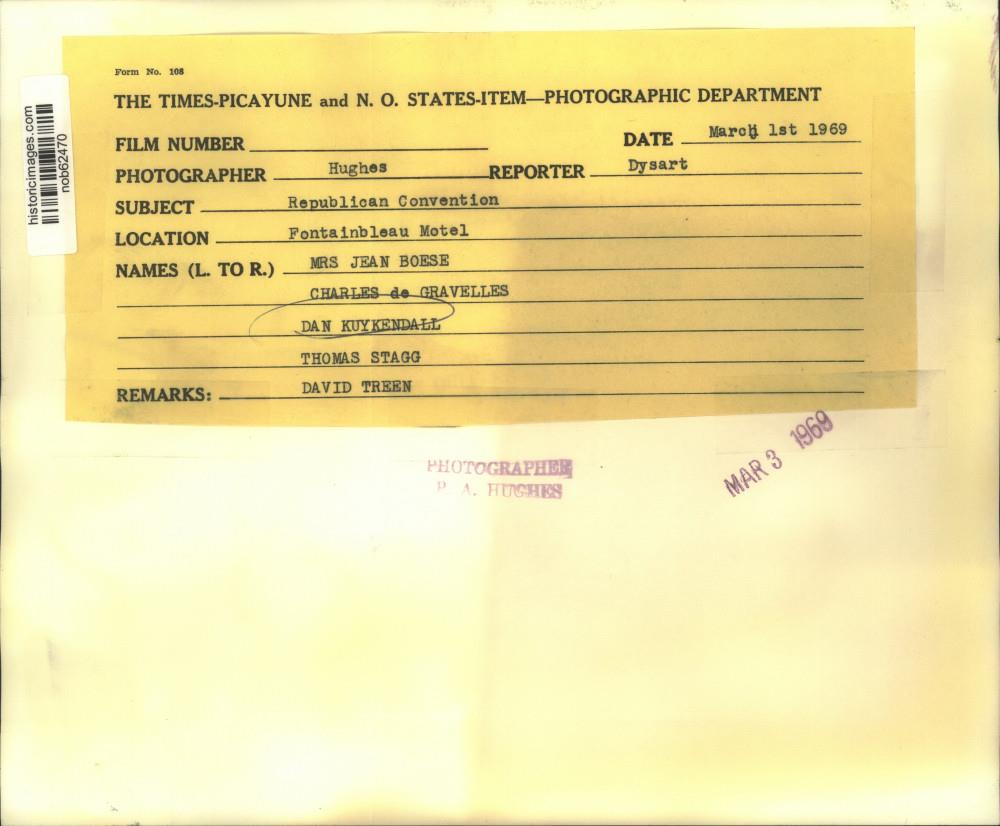 Form No. 108
THE TIMES-PICAYUNE and N. O. STATES-ITEM—PHOTOGRAPHIC DEPARTMENT
FILM NUMBER
DATE March 1st 1969
PHOTOGRAPHER Hughes REPORTER Dysart
SUBJECT Republican Convention
LOCATION Fontainbleau Motel
NAMES (L. TO R.) MRS JEAN BOESE
CHARLES de GRAVELLES
DAN KUYKENDALL
THOMAS STAGG
REMARKS: DAVID TREEN
historicimages.com
nob62470
PHOTOGRAPHER
P. A. HUGHES
MAR 3 1969